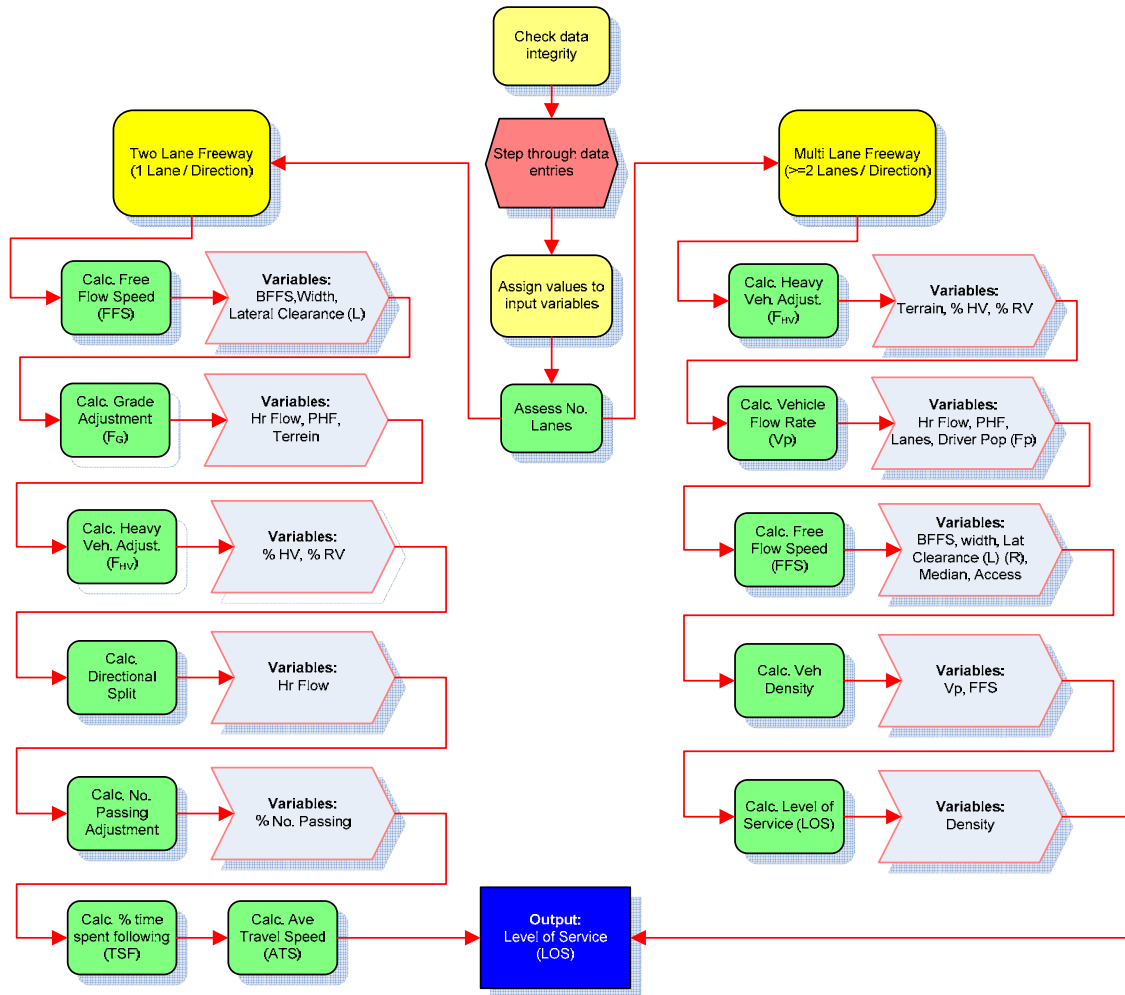 Check data
integrity
Step through data
entries
Assign values to
input variables
Assess No.
Lanes
Two Lane Freeway
(1 Lane / Direction)
Calc. Free
Flow Speed
(FFS)
Variables:
BFFS,Width,
Lateral Clearance (L)
Calc. Grade
Adjustment
(FG)
Variables:
Hr Flow, PHF,
Terrein
Calc. Heavy
Veh. Adjust.
(FHV)
Variables:
% HV, % RV
Calc.
Directional
Split
Variables:
Hr Flow
Calc. No.
Passing
Adjustment
Variables:
% No. Passing
Calc. % time
spent following
(TSF)
Calc. Ave
Travel Speed
(ATS)
Multi Lane Freeway
(>=2 Lanes / Direction)
Calc. Heavy
Veh. Adjust.
(FHV)
Variables:
Terrain, % HV, % RV
Calc. Vehicle
Flow Rate
(Vp)
Variables:
Hr Flow, PHF,
Lanes, Driver Pop (Fp)
Calc. Free
Flow Speed
(FFS)
Variables:
BFFS, width, Lat
Clearance (L) (R),
Median, Access
Calc. Veh
Density
Variables:
Vp, FFS
Calc. Level of
Service (LOS)
Variables:
Density
Output:
Level of Service
(LOS)